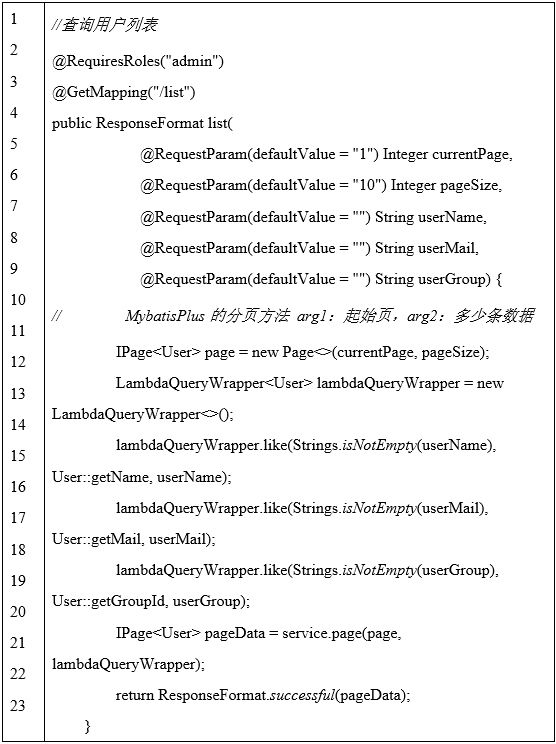 1 //查询用户列表
2 @RequiresRoles("admin")
3 @GetMapping("/list")
4 public ResponseFormat list(
5 @RequestParam(defaultValue = "1") Integer currentPage,
6 @RequestParam(defaultValue = "10") Integer pageSize,
7 @RequestParam(defaultValue = "") String userName,
8 @RequestParam(defaultValue = "") String userMail,
9 @RequestParam(defaultValue = "") String userGroup) {
10 // MybatisPlus 的分页方法 arg1：起始页，arg2：多少条数据
11 IPage<User> page = new Page<>(currentPage, pageSize);
12 LambdaQueryWrapper<User> lambdaQueryWrapper = new
13 LambdaQueryWrapper<>();
14 lambdaQueryWrapper.like(Strings.isNotEmpty(userName),
15 User::getName, userName);
16 lambdaQueryWrapper.like(Strings.isNotEmpty(userMail),
17 User::getMail, userMail);
18 lambdaQueryWrapper.like(Strings.isNotEmpty(userGroup),
19 User::getGroupId, userGroup);
20 IPage<User> pageData = service.page(page,
21 lambdaQueryWrapper);
22 return ResponseFormat.successful(pageData);
23 }